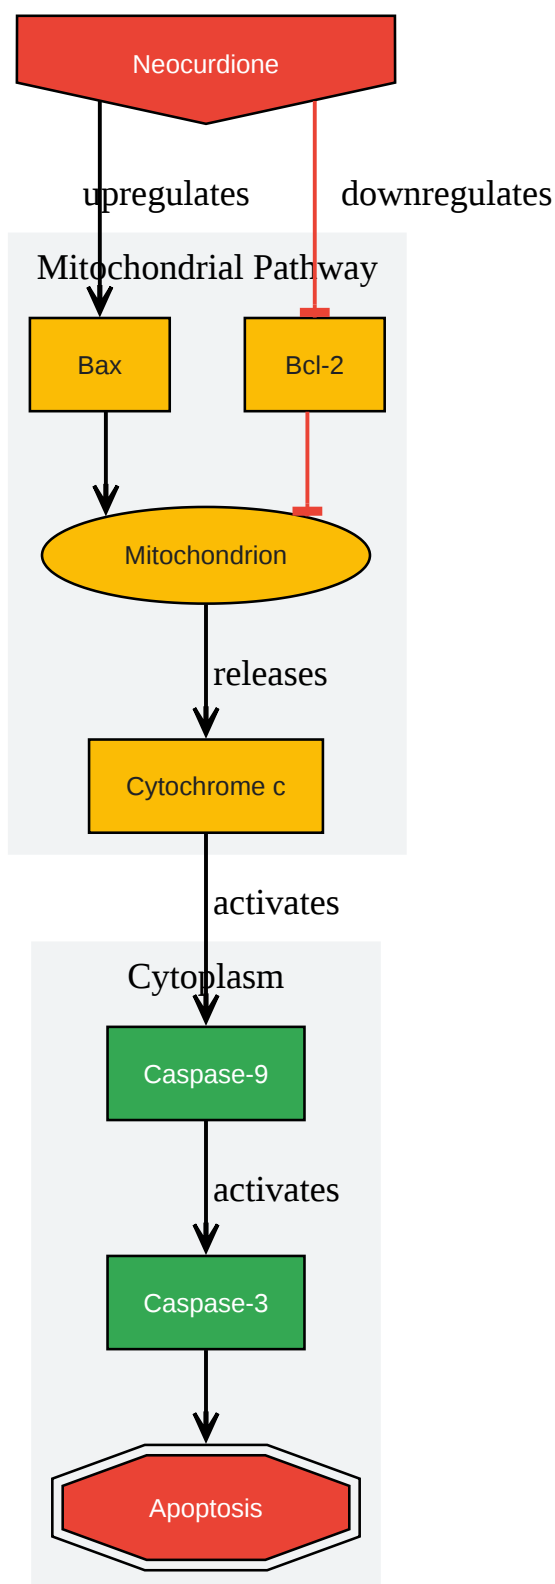 Neocurdione
upregulates
downregulates
Mitochondrial Pathway
Bax
Bcl-2
Mitochondrion
releases
Cytochrome c
activates
Cytoplasm
Caspase-9
activates
Caspase-3
Apoptosis